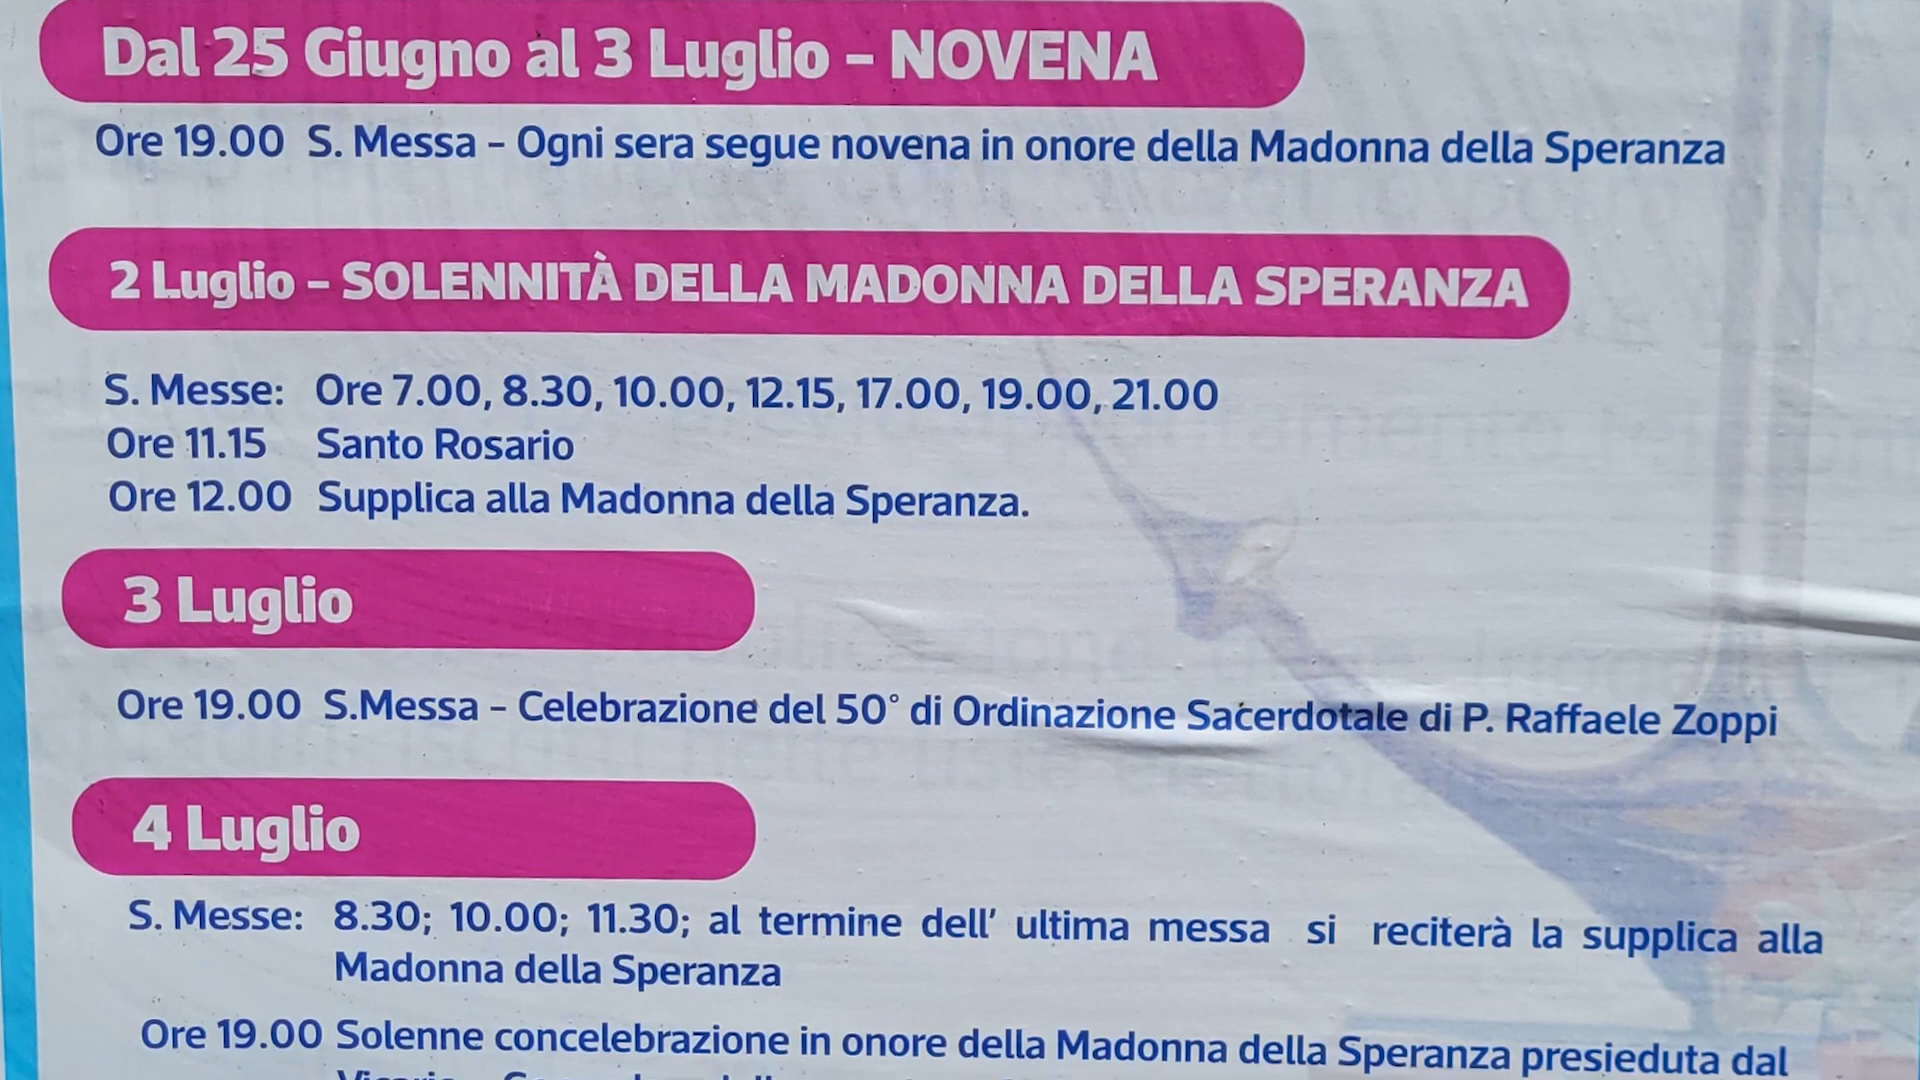 Dal 25 Giugno al 3 Luglio – NOVENA
Ore 19.00 S. Messa – Ogni sera segue novena in onore della Madonna della Speranza
2 Luglio – SOLENNITÀ DELLA MADONNA DELLA SPERANZA
S. Messe: Ore 7.00, 8.30, 10.00, 12.15, 17.00, 19.00, 21.00
Ore 11.15 Santo Rosario
Ore 12.00 Supplica alla Madonna della Speranza.
3 Luglio
Ore 19.00 S.Messa – Celebrazione del 50° di Ordinazione Sacerdotale di P. Raffaele Zoppi
4 Luglio
S. Messe: 8.30; 10.00; 11.30; al termine dell' ultima messa si reciterà la supplica alla
Madonna della Speranza
Ore 19.00 Solenne concelebrazione in onore della Madonna della Speranza presieduta dal